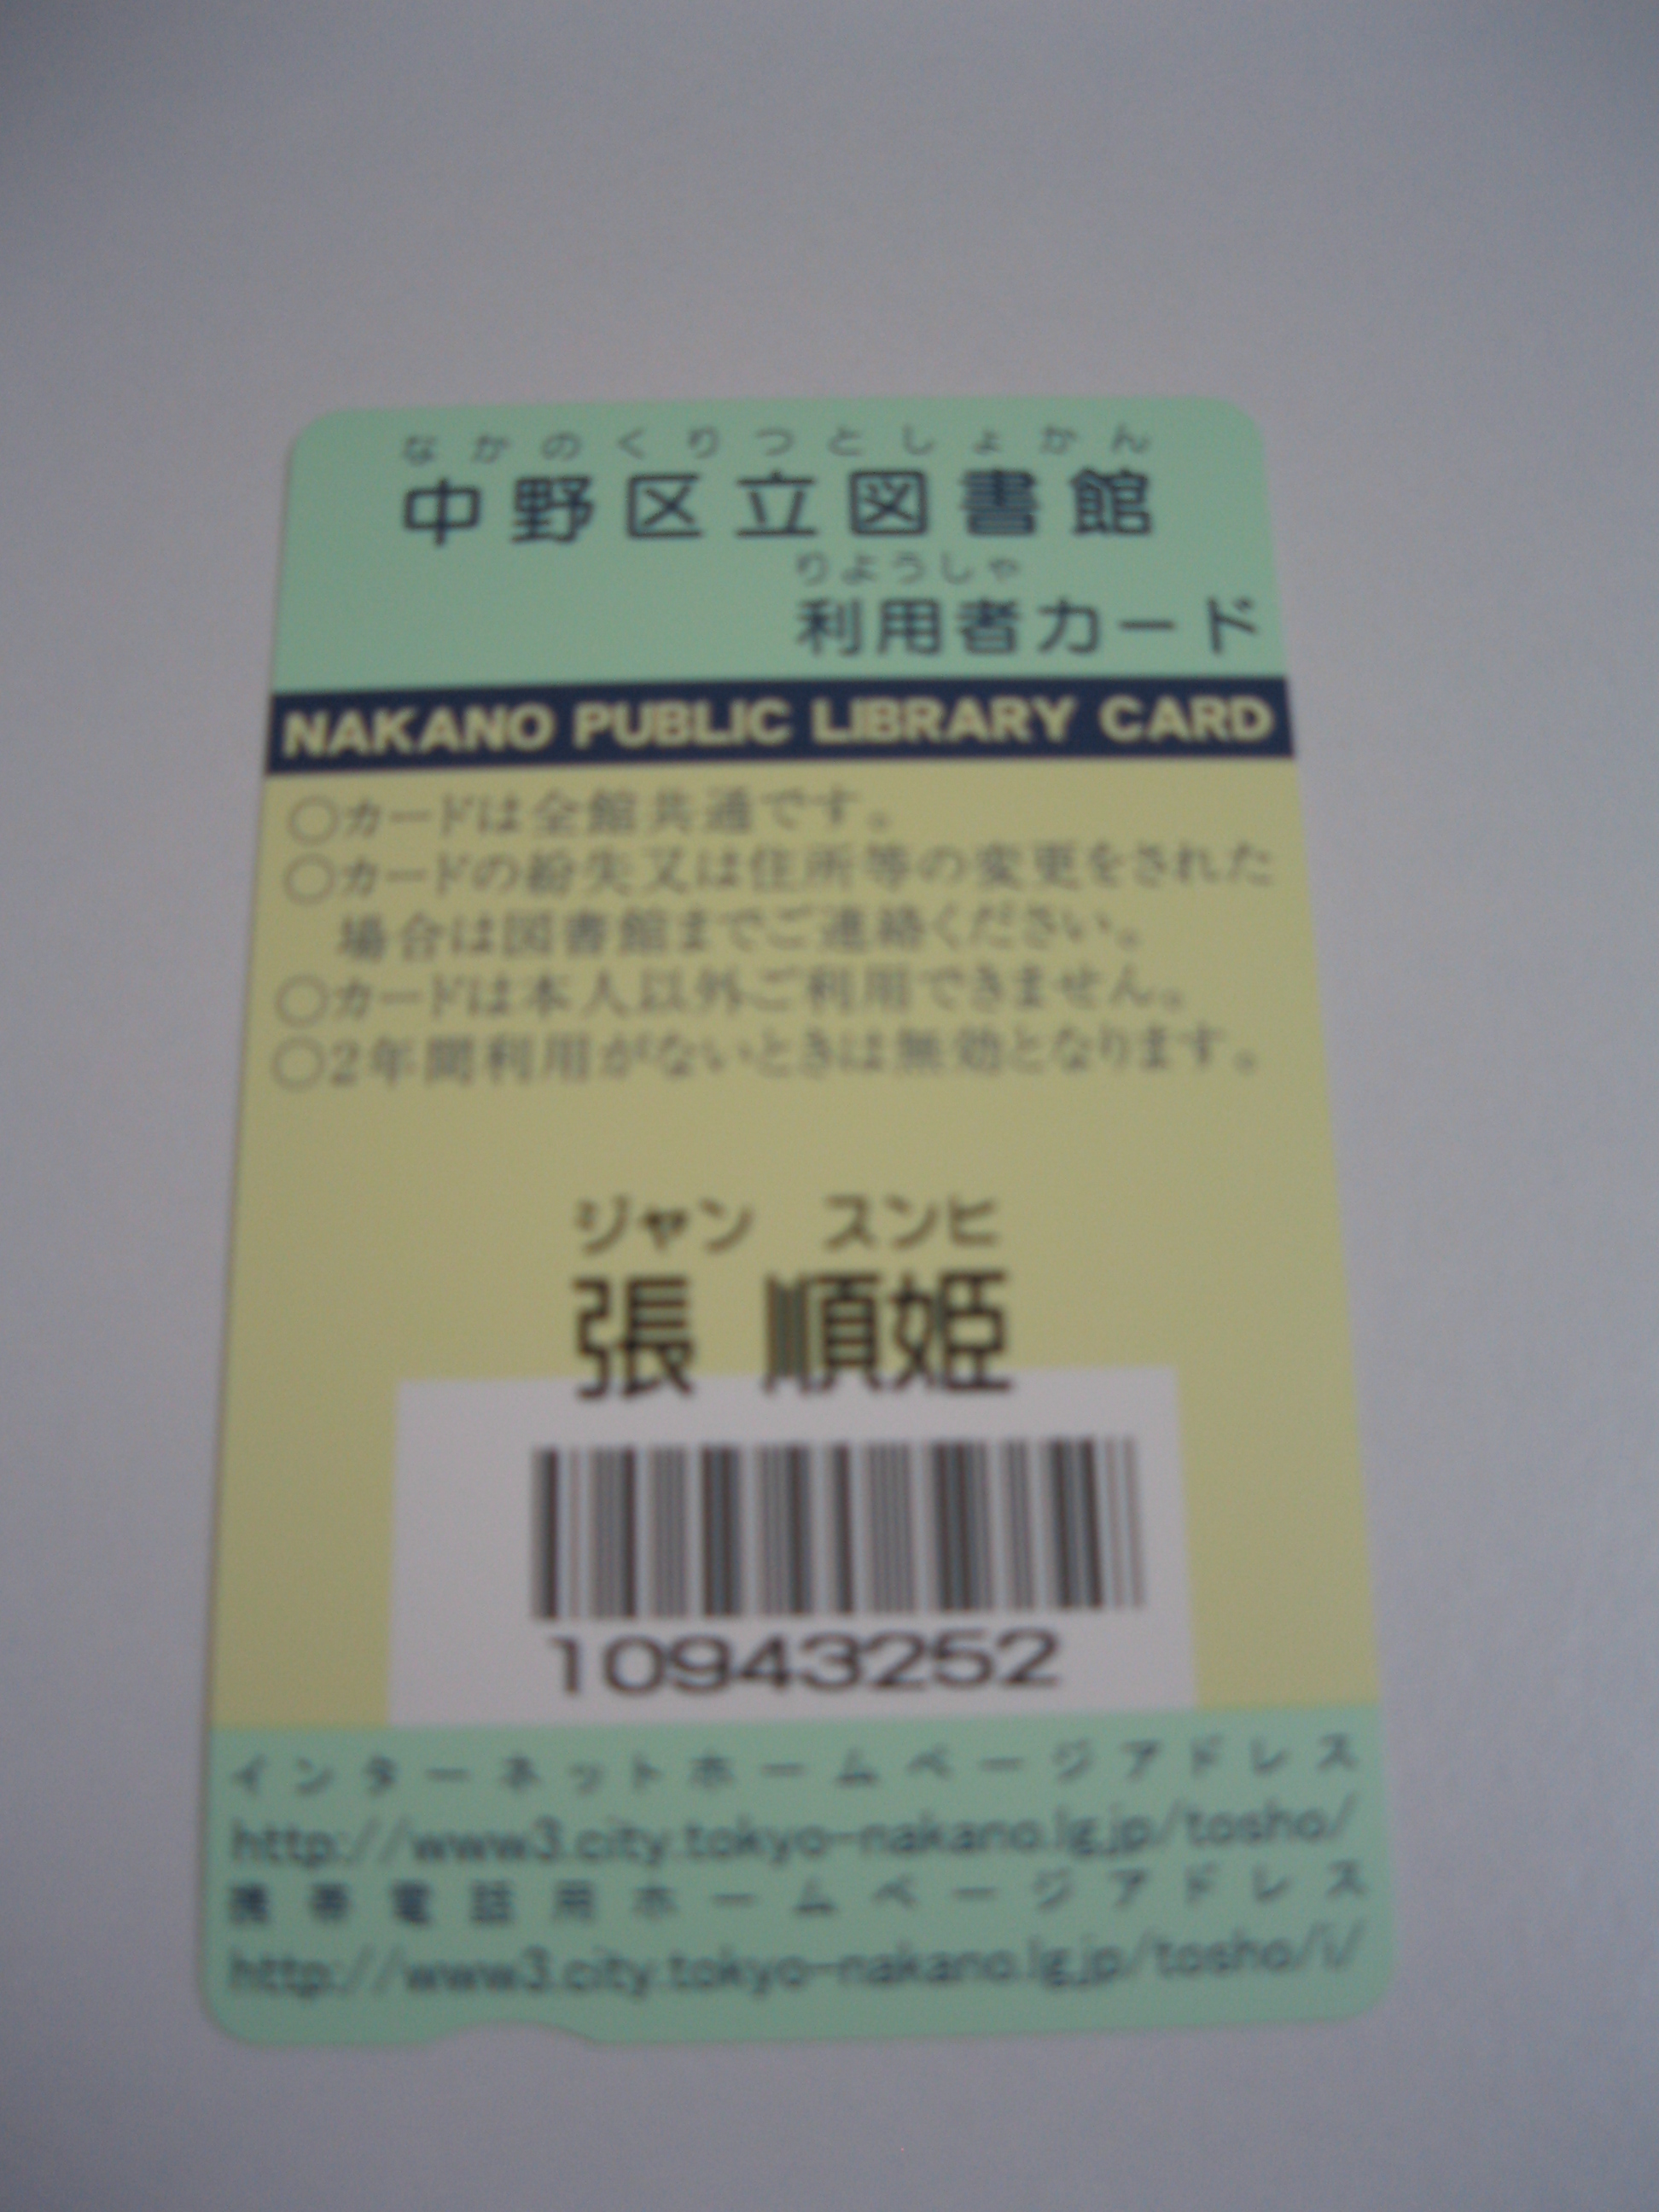 なかのくりつとしょかん
中野区立図書館
りようしゃ
利用者カード
NAKANO PUBLIC LIBRARY CARD
○カードは全館共通です。
○カードの紛失又は住所等の変更をされた
場合は図書館までご連絡ください。
○カードは本人以外ご利用できません。
○2年間利用がないときは無効となります。
ジャン スンヒ
張 順姫
10943252
インターネットホームページアドレス
http://www3.city.tokyo-nakano.lg.jp/tosho/
携帯電話用ホームページアドレス
http://www3.city.tokyo-nakano.lg.jp/tosho/i/